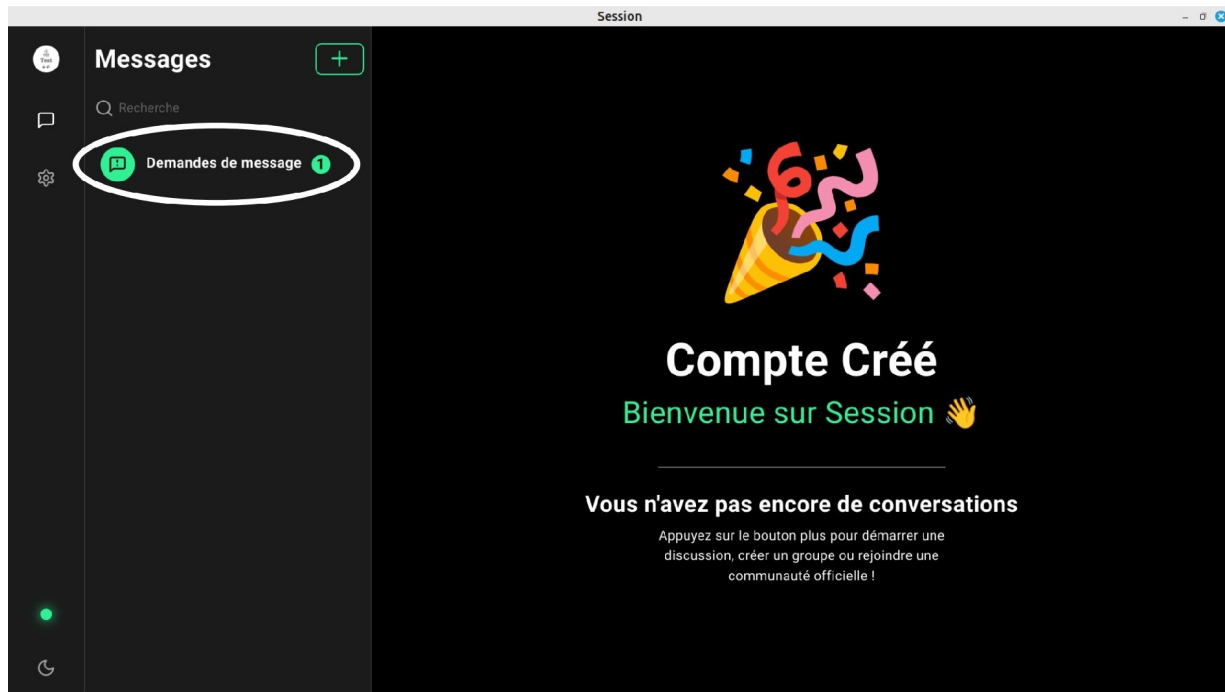 Session
Test
Messages
Recherche
Demandes de message 1
Compte Créé
Bienvenue sur Session
Vous n'avez pas encore de conversations
Appuyez sur le bouton plus pour démarrer une
discussion, créer un groupe ou rejoindre une
communauté officielle !